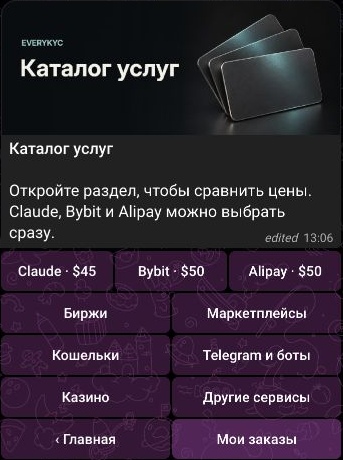 EVERYKYC
Каталог услуг
Каталог услуг
Откройте раздел, чтобы сравнить цены.
Claude, Bybit и Alipay можно выбрать
сразу.
edited 13:06
Claude · $45
Bybit · $50
Alipay · $50
Биржи
Маркетплейсы
Кошельки
Telegram и боты
Казино
Другие сервисы
‹ Главная
Мои заказы